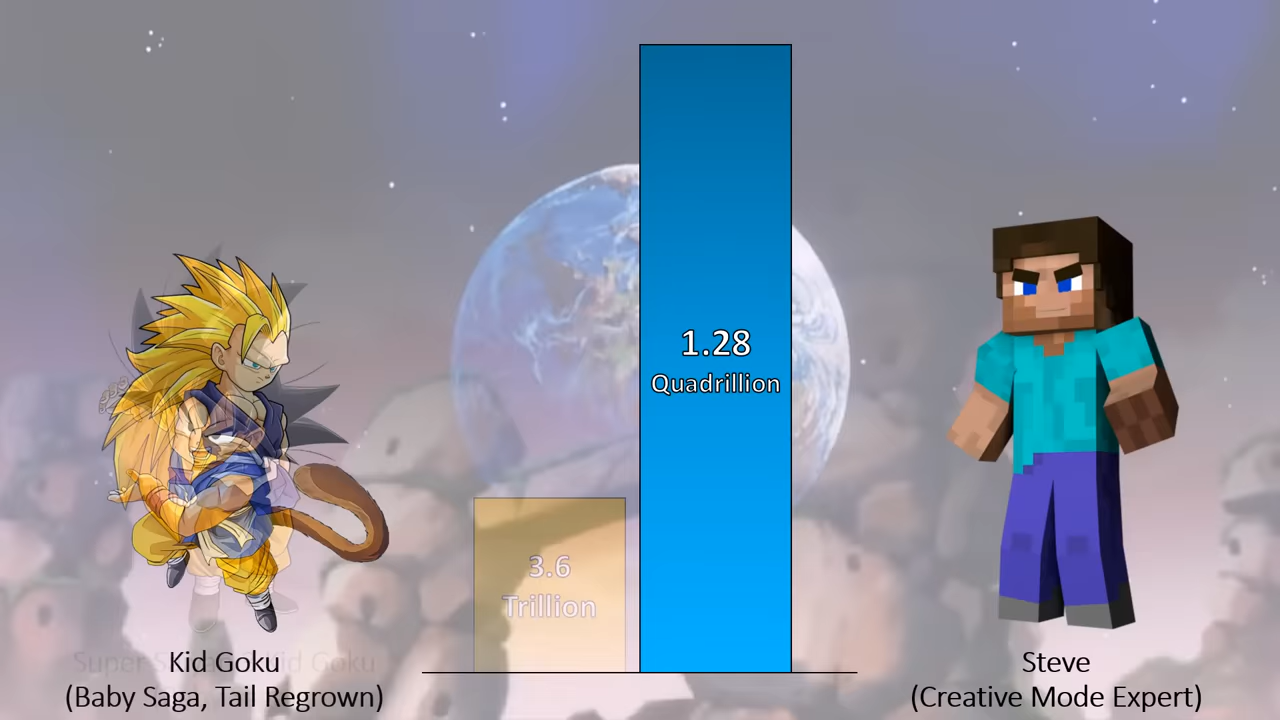 1.28
Quadrillion
3.6
Trillion
Kid Goku
(Baby Saga, Tail Regrown)
Steve
(Creative Mode Expert)